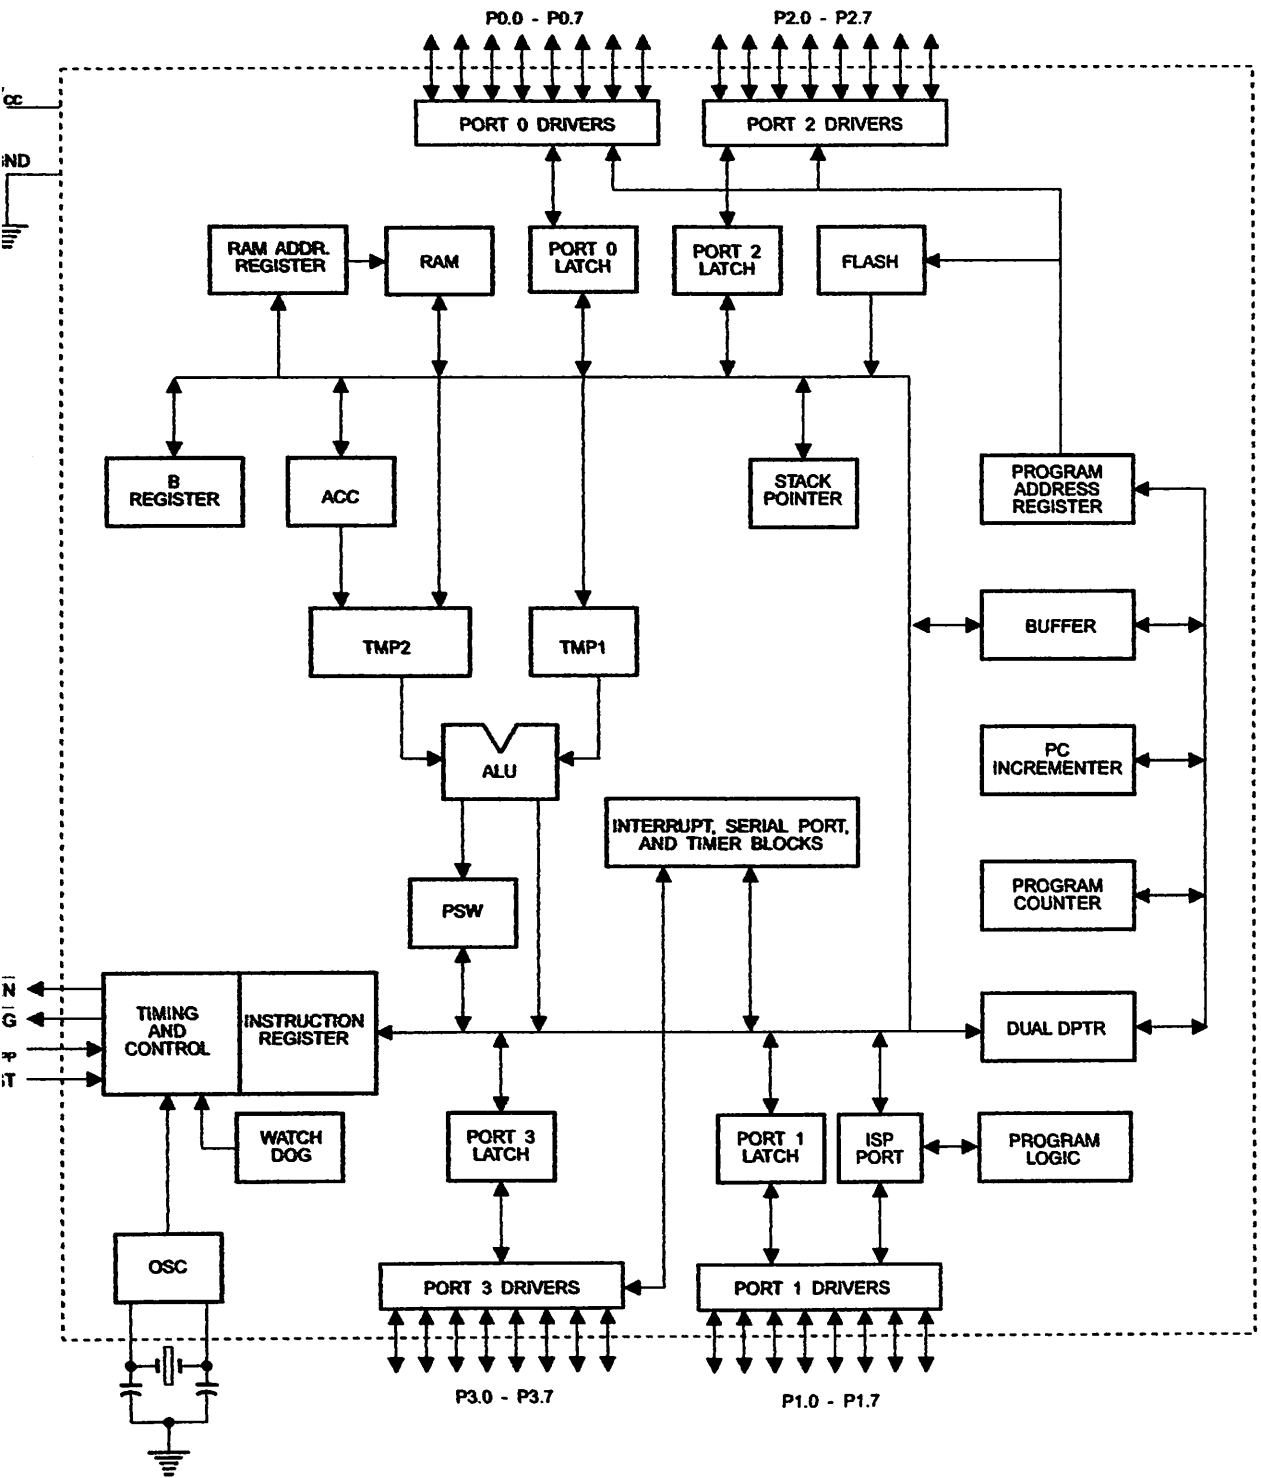 P0.0 - P0.7
P2.0 - P2.7
CC
PORT 0 DRIVERS
PORT 2 DRIVERS
ND
RAM ADDR.
REGISTER
RAM
PORT 0
LATCH
PORT 2
LATCH
FLASH
B
REGISTER
ACC
STACK
POINTER
PROGRAM
ADDRESS
REGISTER
TMP2
TMP1
BUFFER
ALU
PC
INCREMENTER
INTERRUPT, SERIAL PORT,
AND TIMER BLOCKS
PROGRAM
COUNTER
PSW
N
G
PP
T
TIMING
AND
CONTROL
INSTRUCTION
REGISTER
DUAL DPTR
WATCH
DOG
PORT 3
LATCH
PORT 1
LATCH
ISP
PORT
PROGRAM
LOGIC
OSC
PORT 3 DRIVERS
PORT 1 DRIVERS
P3.0 - P3.7
P1.0 - P1.7